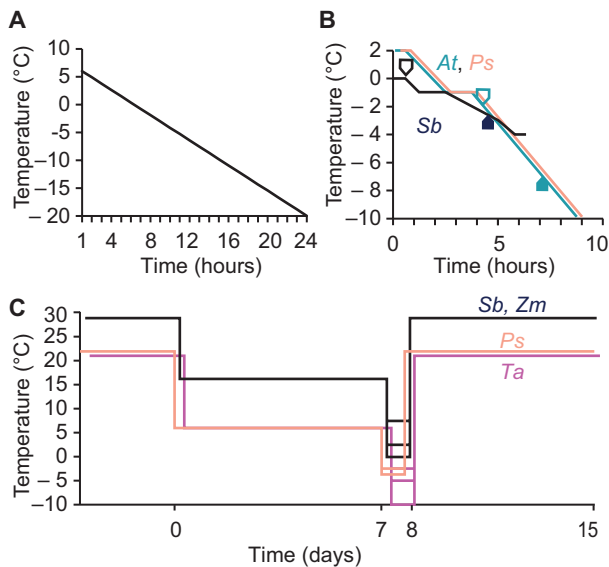 A
Temperature (°C)
10
5
0
−5
−10
−15
−20
1 4 8 12 16 20 24
Time (hours)
B
Temperature (°C)
2
0
−2
−4
−6
−8
−10
At, Ps
Sb
0 5 10
Time (hours)
C
Temperature (°C)
30
25
20
15
10
5
0
−5
−10
Sb, Zm
Ps
Ta
0 7 8 15
Time (days)